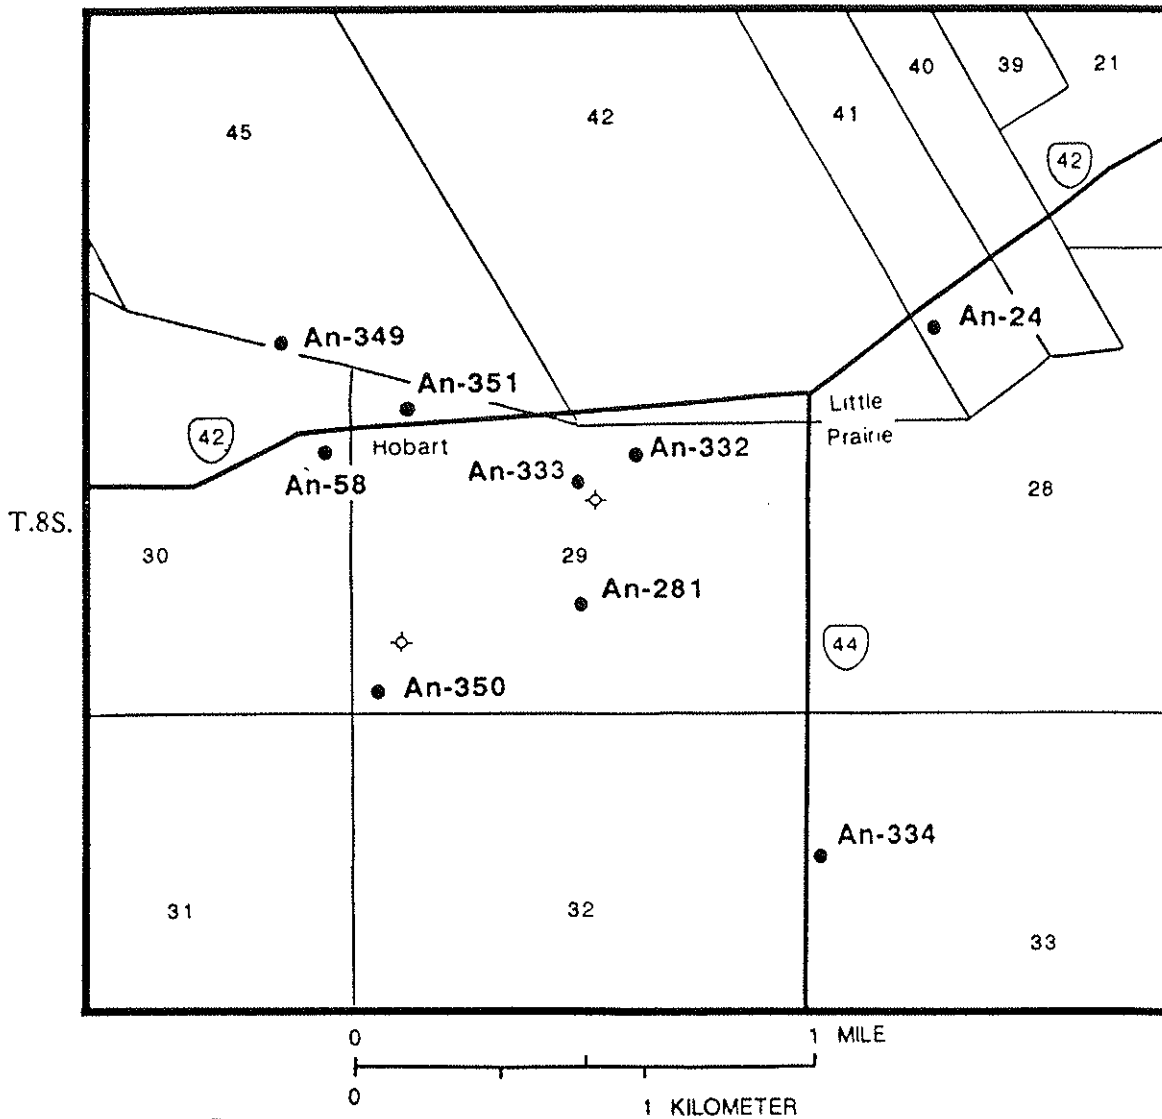 40 39 21
42
45
41
42
An-24
An-349
An-351
Little
42
Hobart
Prairie
An-332
An-333
An-58
28
T.8S.
30
29
An-281
44
An-350
An-334
31
32
33
0 1 MILE
0 1 KILOMETER